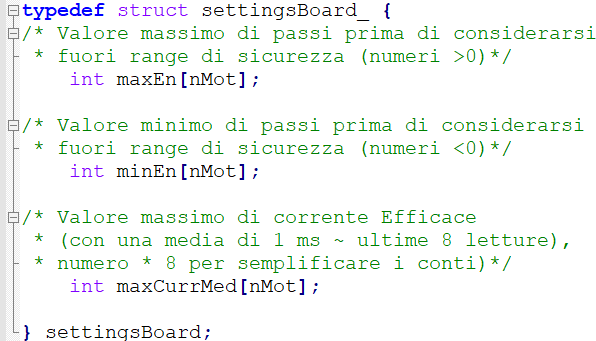 typedef struct settingsBoard_ {
/* Valore massimo di passi prima di considerarsi
 * fuori range di sicurezza (numeri >0)*/
    int maxEn[nMot];

/* Valore minimo di passi prima di considerarsi
 * fuori range di sicurezza (numeri <0)*/
    int minEn[nMot];

/* Valore massimo di corrente Efficace
 * (con una media di 1 ms ~ ultime 8 letture),
 * numero * 8 per semplificare i conti)*/
    int maxCurrMed[nMot];

} settingsBoard;